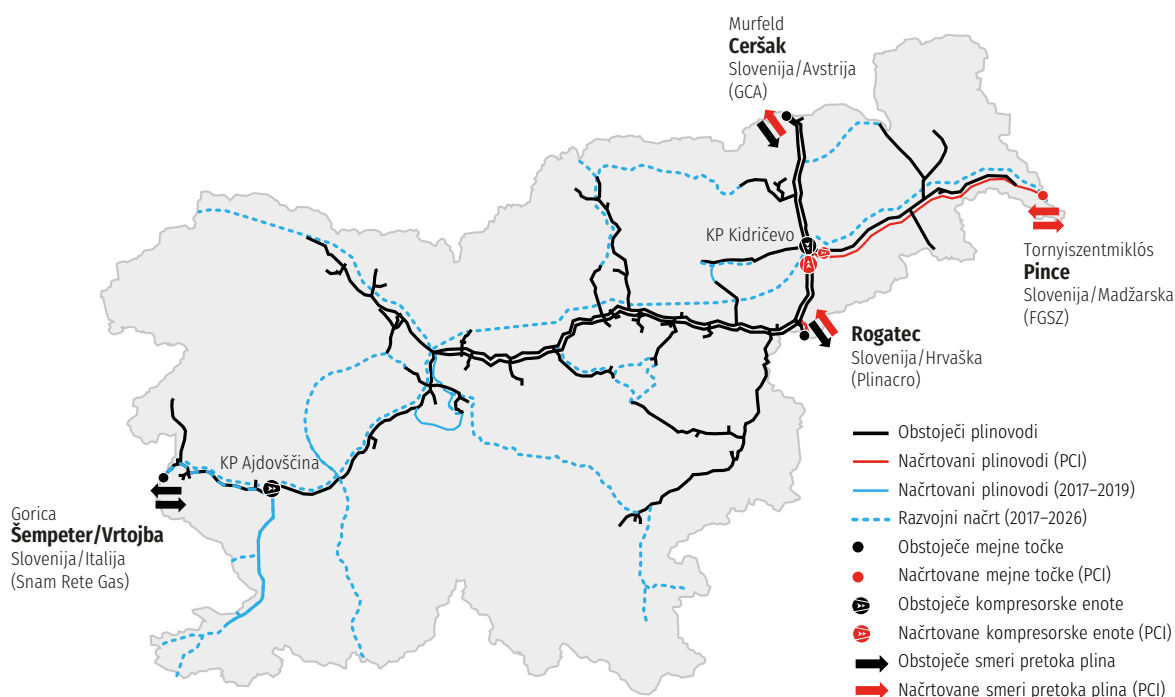 Murfeld
Ceršak
Slovenija/Avstrija
(GCA)
KP Kidričevo
Tornyiszentmiklós
Pince
Slovenija/Madžarska
(FGSZ)
Rogatec
Slovenija/Hrvaška
(Plinacro)
KP Ajdovščina
Gorica
Šempeter/Vrtojba
Slovenija/Italija
(Snam Rete Gas)
Obstoječi plinovodi
Načrtovani plinovodi (PCI)
Načrtovani plinovodi (2017–2019)
Razvojni načrt (2017–2026)
Obstoječe mejne točke
Načrtovane mejne točke (PCI)
Obstoječe kompresorske enote
Načrtovane kompresorske enote (PCI)
Obstoječe smeri pretoka plina
Načrtovane smeri pretoka plina (PCI)